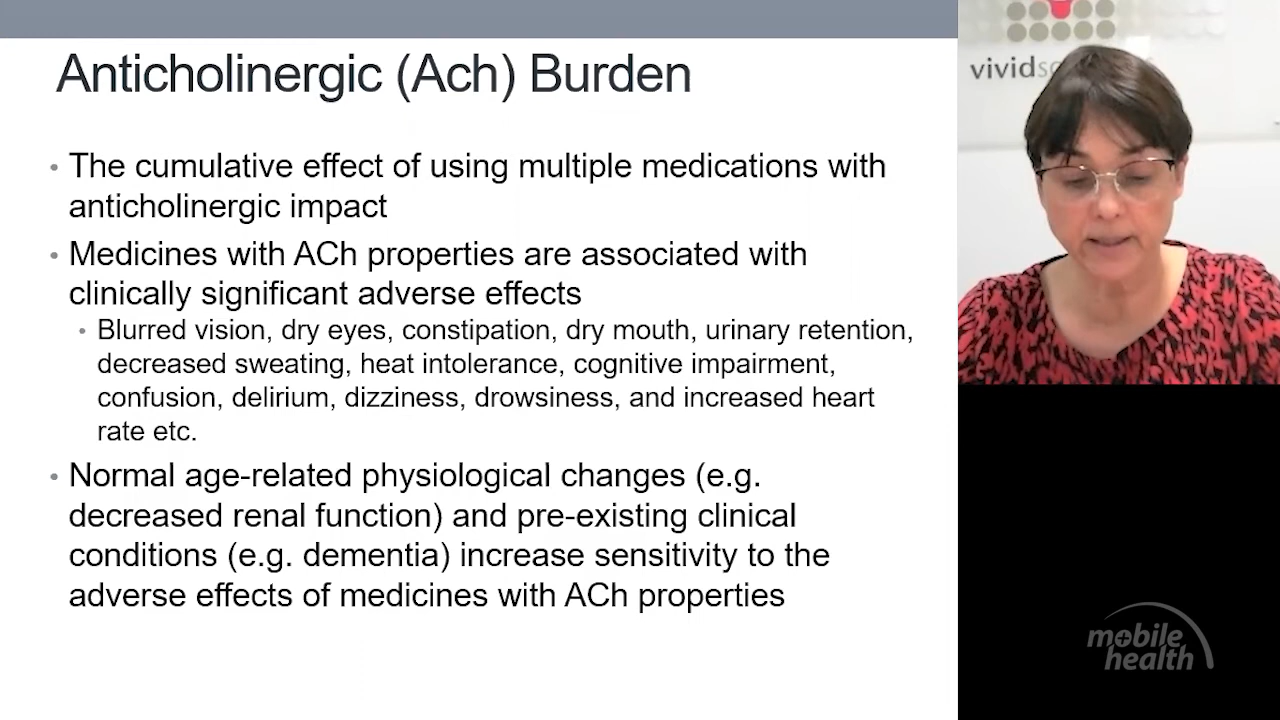 Anticholinergic (Ach) Burden
• The cumulative effect of using multiple medications with
anticholinergic impact
• Medicines with ACh properties are associated with
clinically significant adverse effects
• Blurred vision, dry eyes, constipation, dry mouth, urinary retention,
decreased sweating, heat intolerance, cognitive impairment,
confusion, delirium, dizziness, drowsiness, and increased heart
rate etc.
• Normal age-related physiological changes (e.g.
decreased renal function) and pre-existing clinical
conditions (e.g. dementia) increase sensitivity to the
adverse effects of medicines with ACh properties
mobile
health